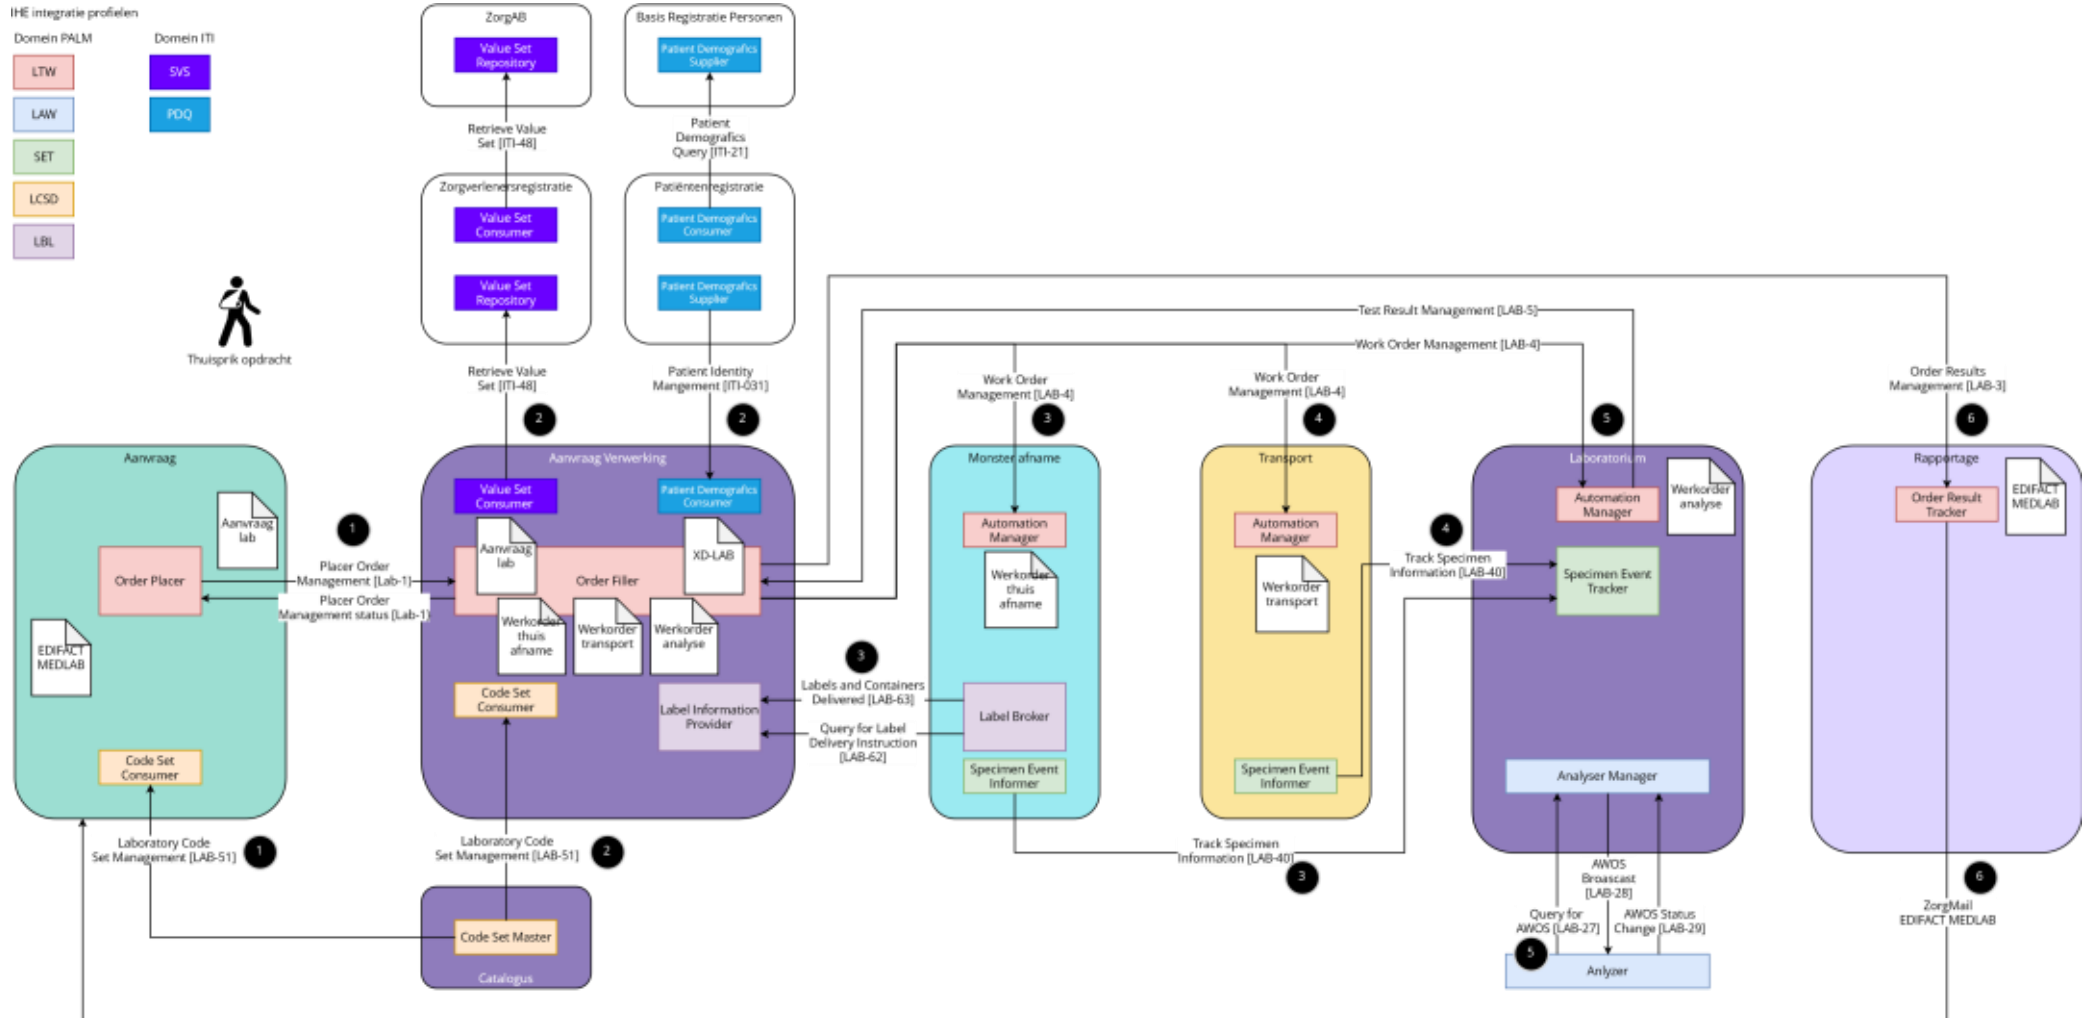 IHE integratie profielen
Domein PALM
Domein ITI
LTW
SVS
LAW
PDQ
SET
LCSD
LBL
Thuisprik opdracht
ZorgAB
Value Set
Repository
Basis Registratie Personen
Patient Demografics
Supplier
Retrieve Value
Set [ITI-48]
Patient
Demografics
Query [ITI-21]
Zorgverlenersregistratie
Value Set
Consumer
Value Set
Repository
Patiëntenregistratie
Patient Demografics
Consumer
Patient Demografics
Supplier
Retrieve Value
Set [ITI-48]
2
Patient Identity
Mangement [ITI-031]
2
Test Result Management [LAB-5]
Work Order Management [LAB-4]
Work Order
Management [LAB-4]
3
Work Order
Management [LAB-4]
4
5
Order Results
Management [LAB-3]
6
Aanvraag
Aanvraag
lab
Order Placer
EDIFACT
MEDLAB
Code Set
Consumer
1
Placer Order
Management [Lab-1]
Placer Order
Management status [Lab-1)
Laboratory Code
Set Management [LAB-51]
1
Aanvraag Verwerking
Value Set
Consumer
Patient Demografics
Consumer
Aanvraag
lab
Order Filler
XD-LAB
Werkorder
thuis
afname
Werkorder
transport
Werkorder
analyse
Code Set
Consumer
Label Information
Provider
Laboratory Code
Set Management [LAB-51]
2
Code Set Master
Catalogus
3
Labels and Containers
Delivered [LAB-63]
Query for Label
Delivery Instruction
[LAB-62]
Monster afname
Automation
Manager
Werkorder
thuis
afname
Label Broker
Specimen Event
Informer
Transport
Automation
Manager
Werkorder
transport
Specimen Event
Informer
4
Track Specimen
Information [LAB-40]
Track Specimen
Information [LAB-40]
3
Laboratorium
Automation
Manager
Werkorder
analyse
Specimen Event
Tracker
Analyser Manager
AWOS
Broascast
[LAB-28]
Query for
AWOS [LAB-27]
AWOS Status
Change [LAB-29]
5
Anlyzer
Rapportage
Order Result
Tracker
EDIFACT
MEDLAB
6
ZorgMail
EDIFACT MEDLAB